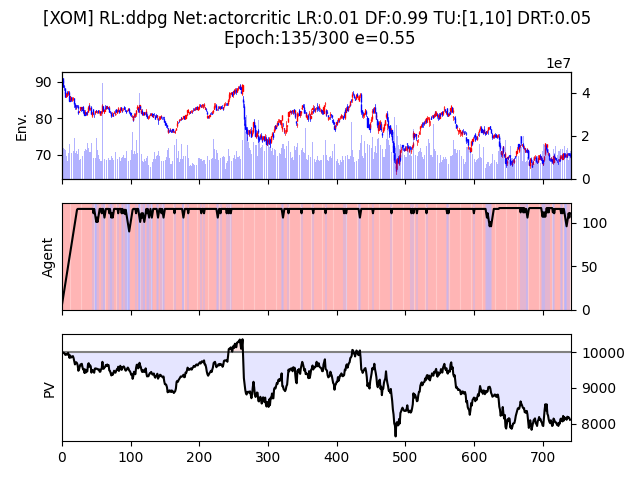 [XOM] RL:ddpg Net:actorcritic LR:0.01 DF:0.99 TU:[1,10] DRT:0.05
Epoch:135/300 e=0.55
1e7
90
80
70
Env.
4
2
0
Agent
100
50
0
PV
10000
9000
8000
0 100 200 300 400 500 600 700